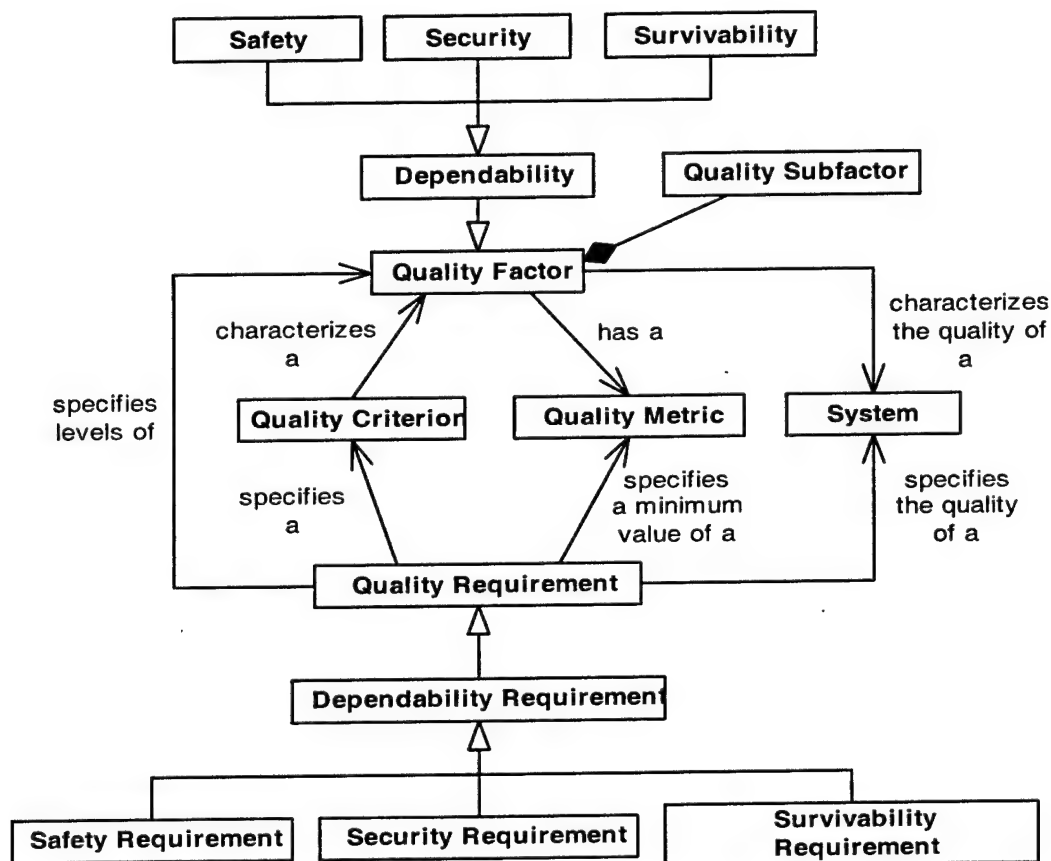 Safety
Security
Survivability
Dependability
Quality Subfactor
Quality Factor
characterizes
a
has a
characterizes
the quality of
a
specifies
levels of
Quality Criterion
Quality Metric
System
specifies
a
specifies
a minimum
value of a
specifies
the quality
of a
Quality Requirement
Dependability Requirement
Safety Requirement
Security Requirement
Survivability
Requirement